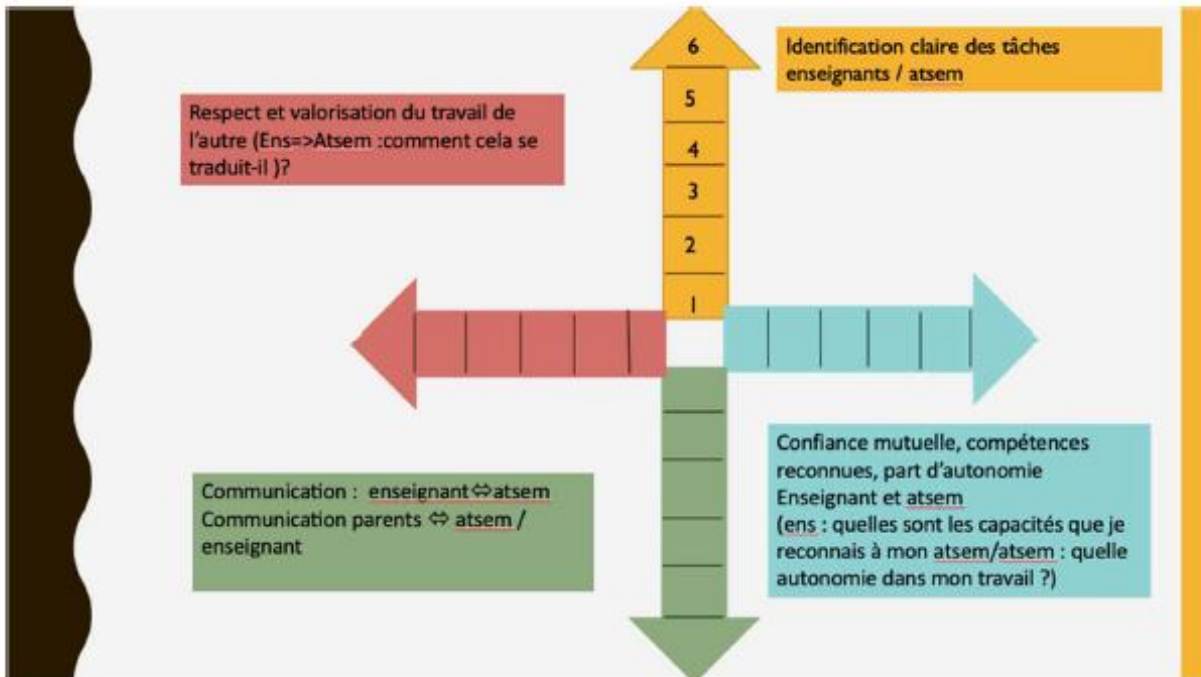 6
5
4
3
2
1
Identification claire des tâches
enseignants / atsem
Respect et valorisation du travail de
l'autre (Ens=>Atsem :comment cela se
traduit-il )?
Communication : enseignant⇔atsem
Communication parents ⇔ atsem /
enseignant
Confiance mutuelle, compétences
reconnues, part d'autonomie
Enseignant et atsem
(ens : quelles sont les capacités que je
reconnais à mon atsem/atsem : quelle
autonomie dans mon travail ?)